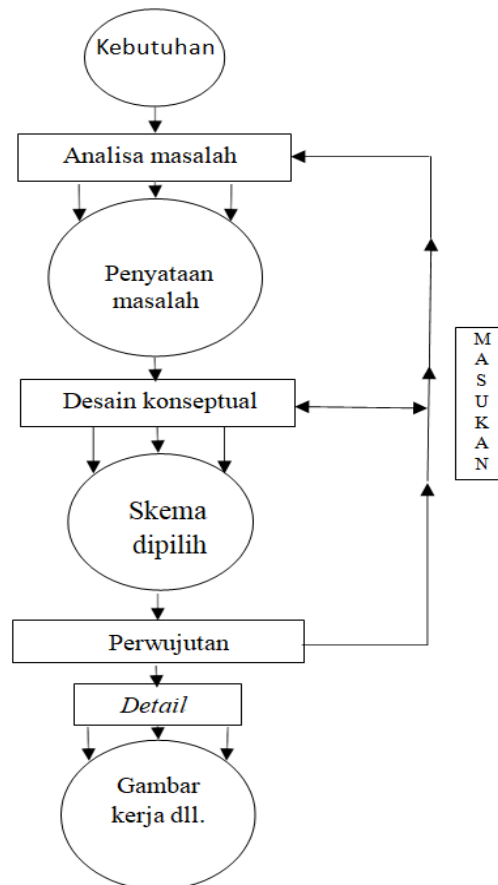 Kebutuhan
Analisa masalah
Penyataan
masalah
Desain konseptual
Skema
dipilih
Perwujutan
Detail
Gambar
kerja dll.
M
A
S
U
K
A
N